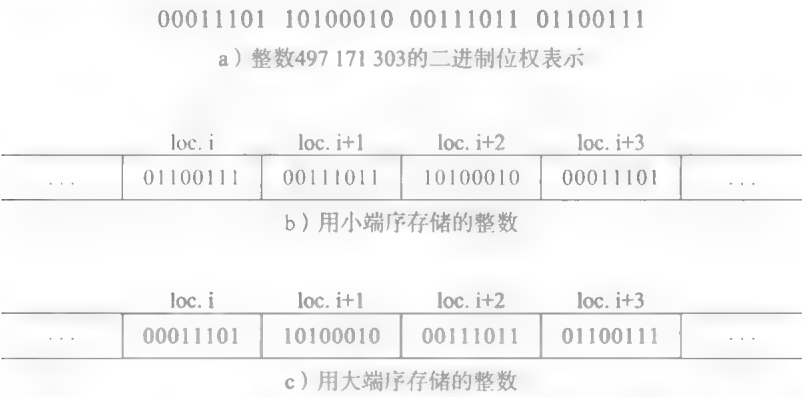 00011101 10100010 00111011 01100111
a）整数497 171 303的二进制位权表示
loc. i loc. i+1 loc. i+2 loc. i+3
... 01100111 00111011 10100010 00011101 ...
b）用小端序存储的整数
loc. i loc. i+1 loc. i+2 loc. i+3
... 00011101 10100010 00111011 01100111 ...
c）用大端序存储的整数